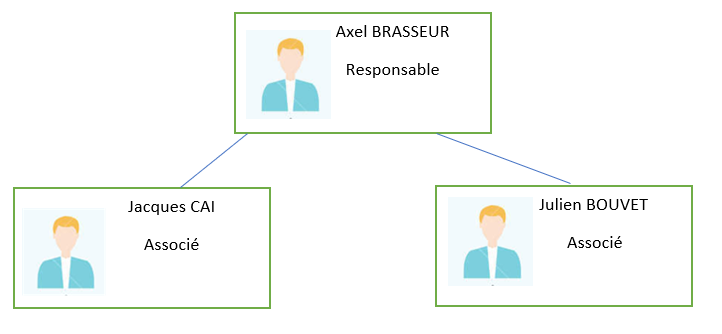 Axel BRASSEUR
Responsable
Jacques CAI
Associé
Julien BOUVET
Associé